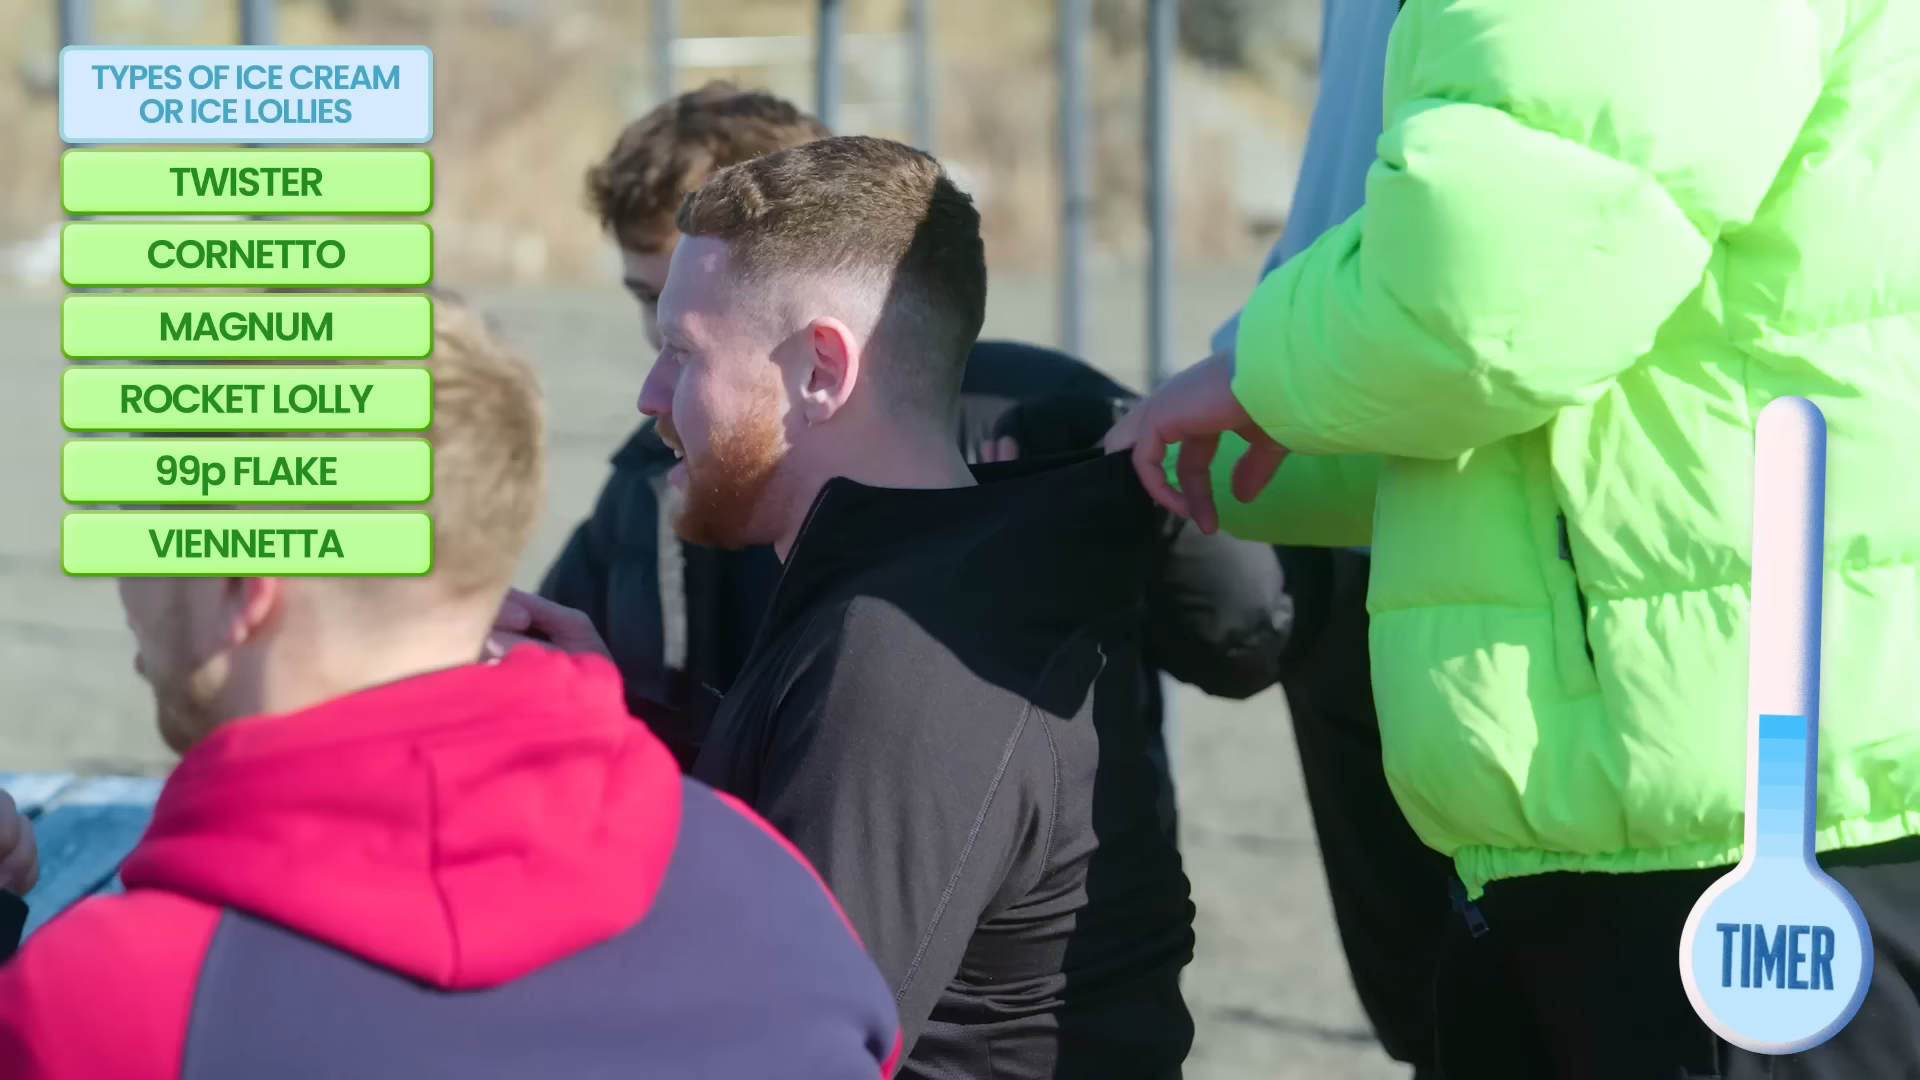 TYPES OF ICE CREAM
OR ICE LOLLIES
TWISTER
CORNETTO
MAGNUM
ROCKET LOLLY
99p FLAKE
VIENNETTA
TIMER